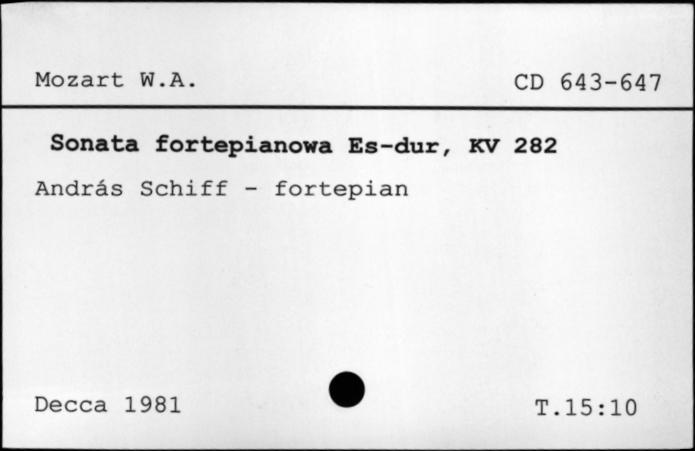 Mozart W.A. CD 643-647
Sonata fortepianowa Es-dur, KV 282
András Schiff - fortepian
Decca 1981 T.15:10